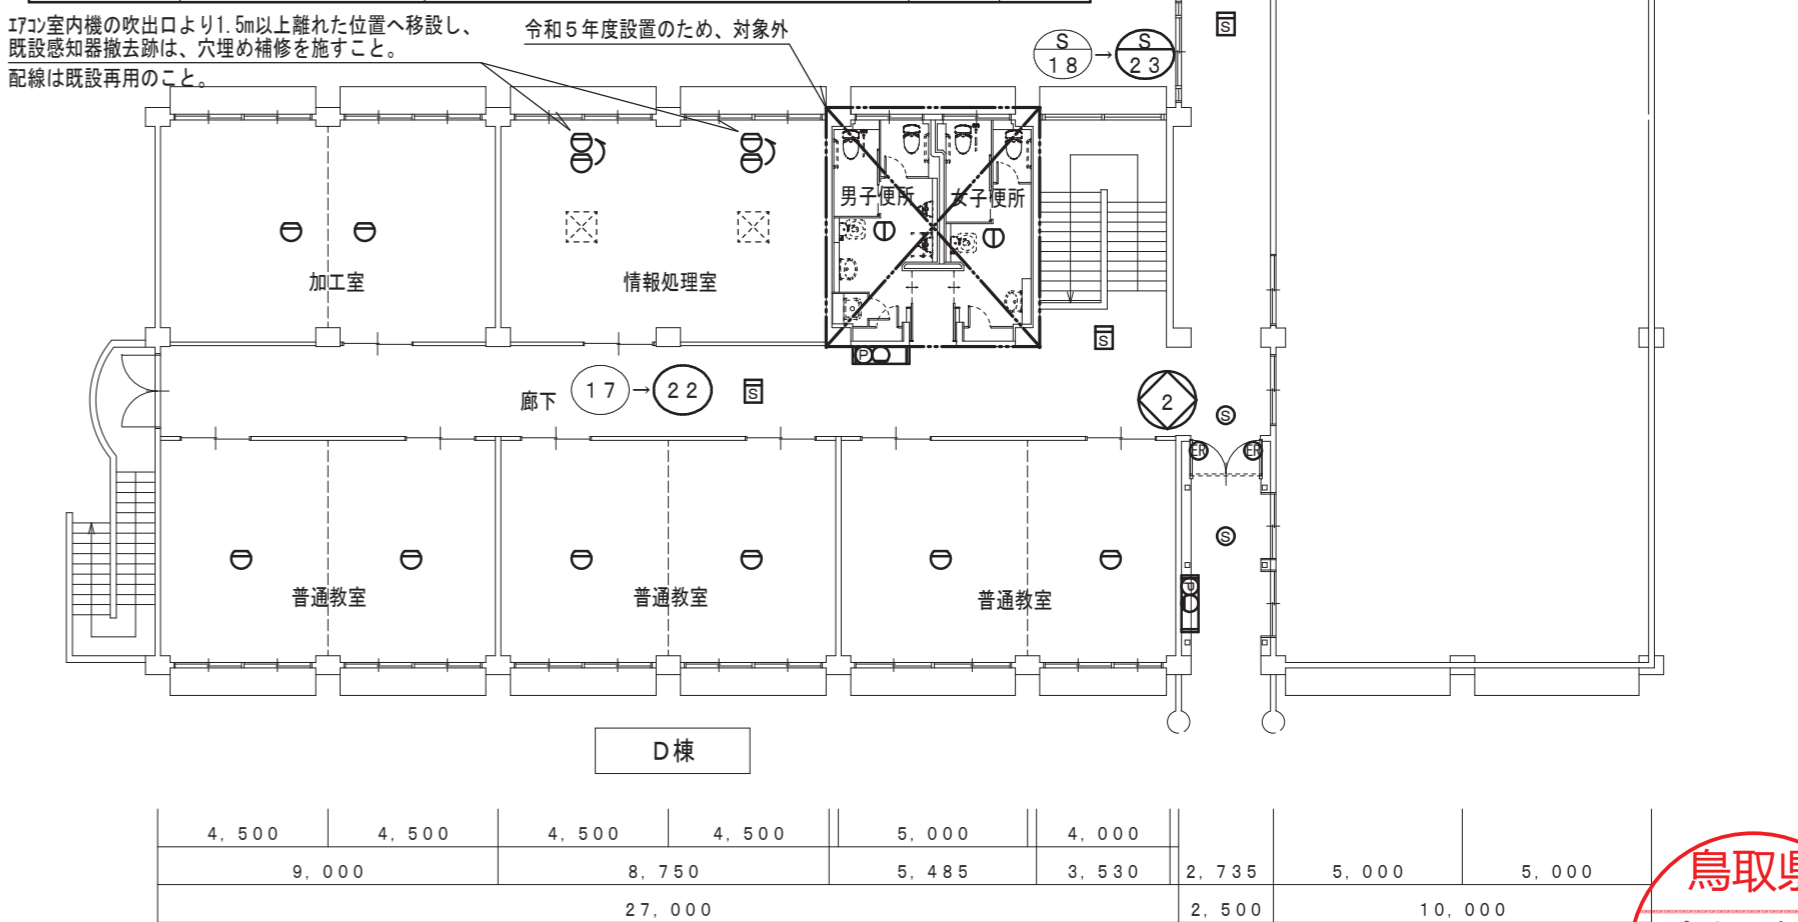 エアコン室内機の吹出口より1.5m以上離れた位置へ移設し、
既設感知器撤去跡は、穴埋め補修を施すこと。
配線は既設再用のこと。
令和5年度設置のため、対象外
S
S
18
→
S
23
男子便所
女子便所
加工室
情報処理室
S
P
廊下
17
→
22
S
2
S
ER
ER
S
普通教室
普通教室
普通教室
D棟
4,500
4,500
4,500
4,500
5,000
4,000
9,000
8,750
5,485
3,530
2,735
5,000
5,000
27,000
2,500
10,000
鳥取県